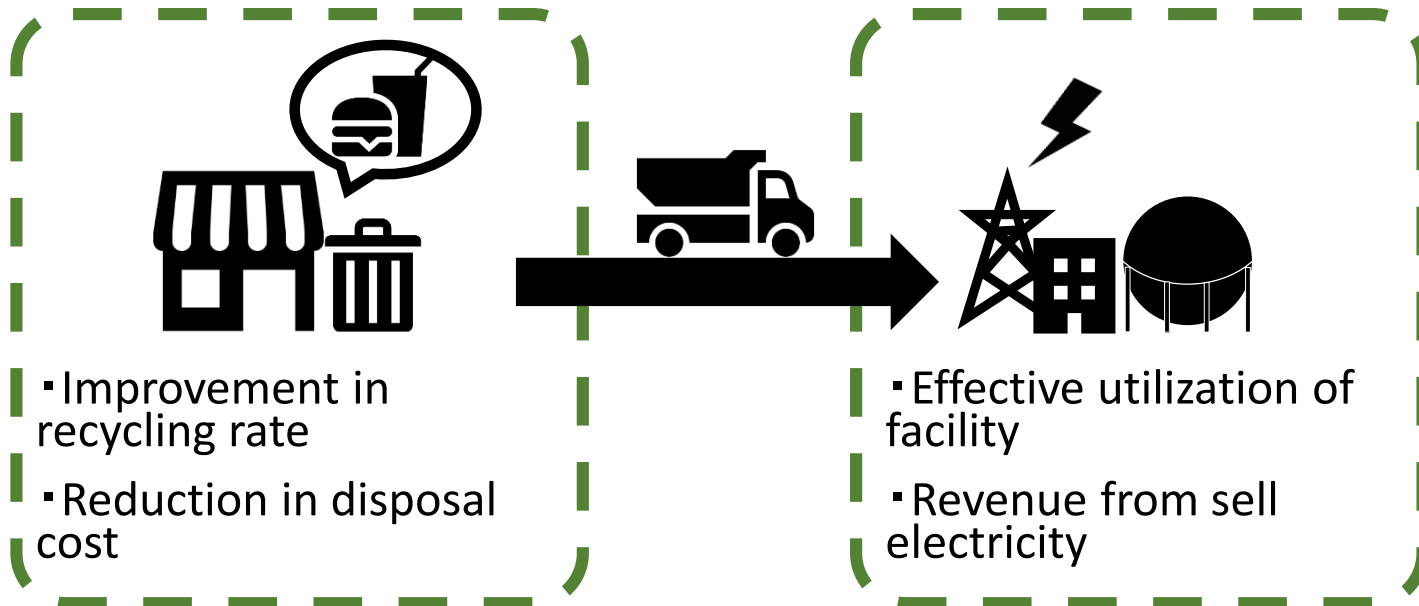 ・Improvement in
recycling rate
・Reduction in disposal
cost
・Effective utilization of
facility
・Revenue from sell
electricity